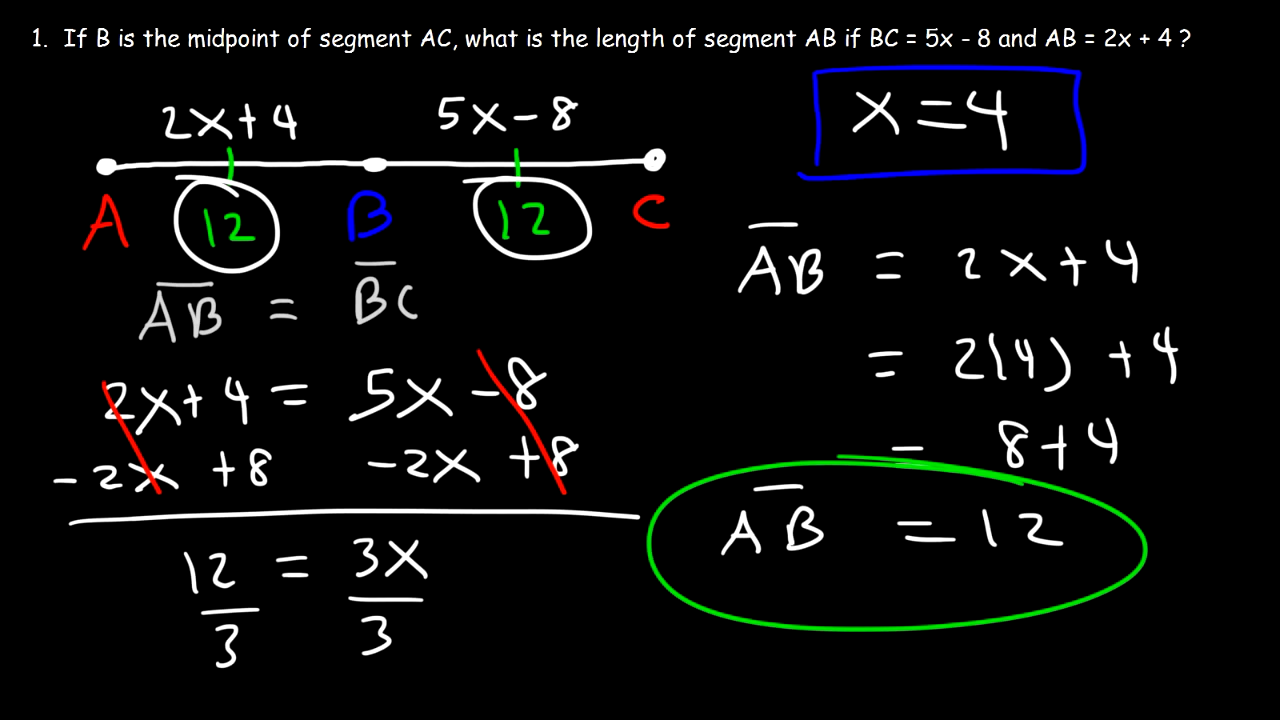 1. If B is the midpoint of segment AC, what is the length of segment AB if BC = 5x - 8 and AB = 2x + 4 ?
2x+4 5x-8
A 12 B 12 C
AB = BC
2x+4 = 5x-8
-2x +8 -2x +8
12 = 3x
3 3
x=4
AB = 2x+4
= 2(4) +4
= 8+4
AB = 12